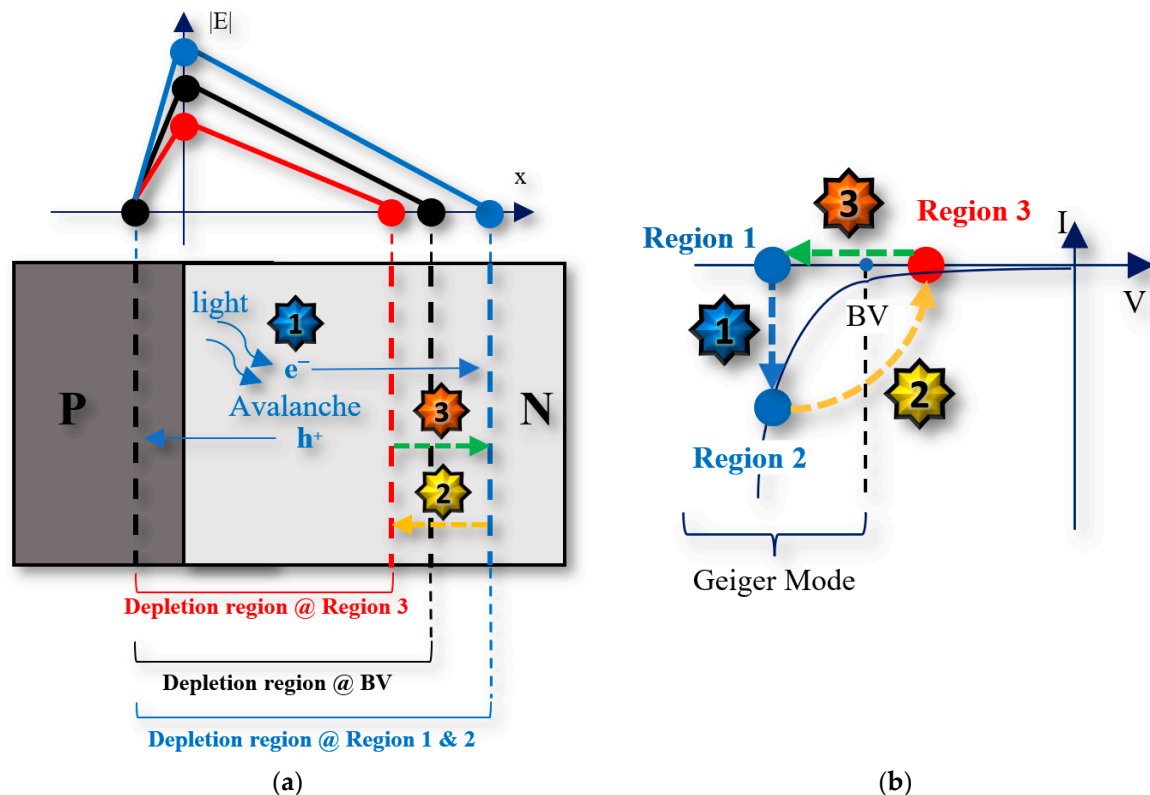 |E|
x
light
1
e⁻
Avalanche
h⁺
P
N
3
2
Depletion region @ Region 3
Depletion region @ BV
Depletion region @ Region 1 & 2
(a)
3
Region 3
Region 1
I
V
BV
1
2
Region 2
Geiger Mode
(b)